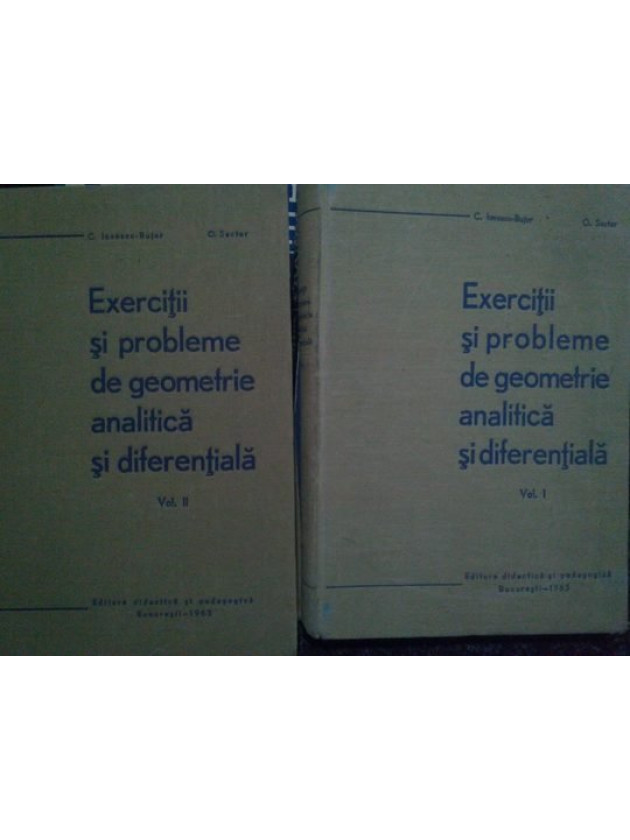 C. Ionescu-Bujor O. Sacter
Exerciţii
şi probleme
de geometrie
analitică
şi diferenţială
Vol. II
Editura didactică şi pedagogică
Bucureşti—1963
C. Ionescu-Bujor O. Sacter
Exerciţii
şi probleme
de geometrie
analitică
şi diferenţială
Vol. I
Editura didactică şi pedagogică
Bucureşti—1963